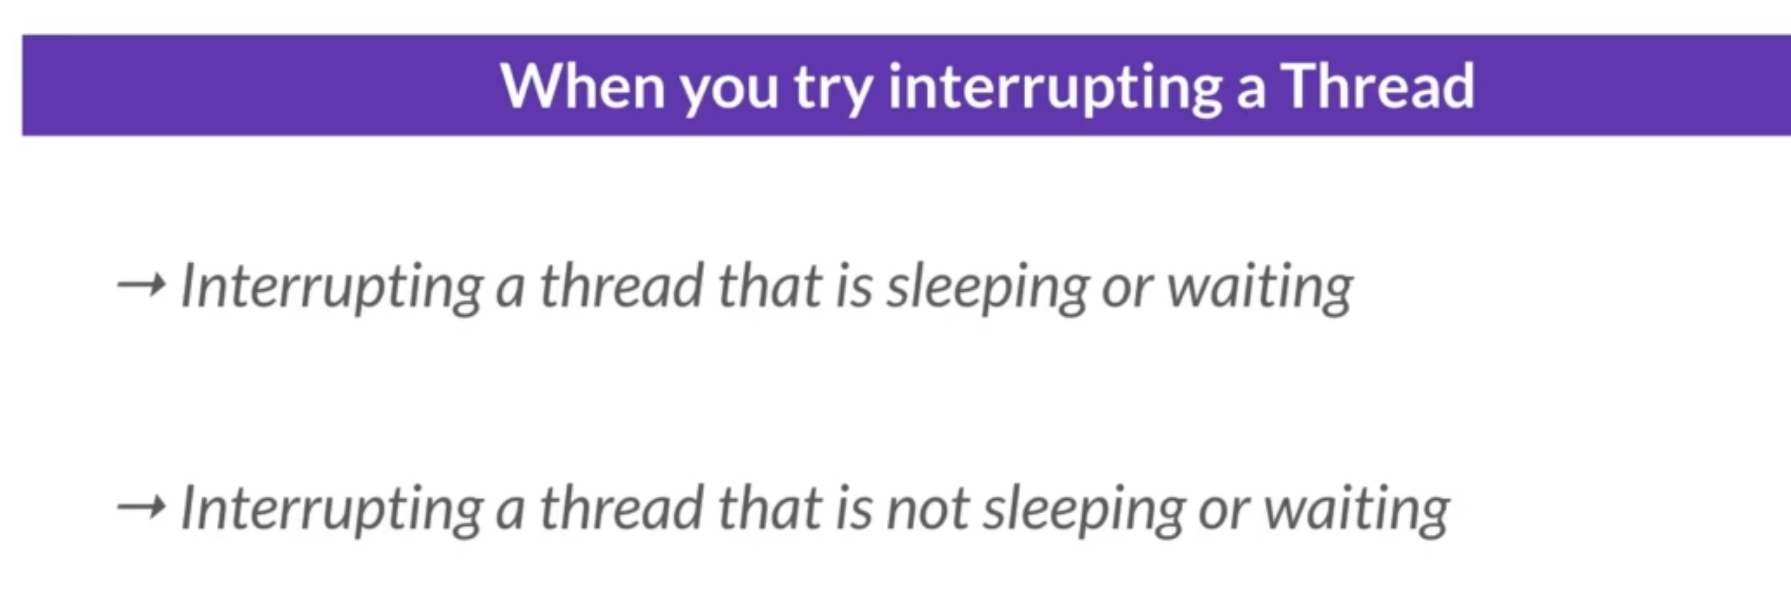 When you try interrupting a Thread
→ Interrupting a thread that is sleeping or waiting
→ Interrupting a thread that is not sleeping or waiting